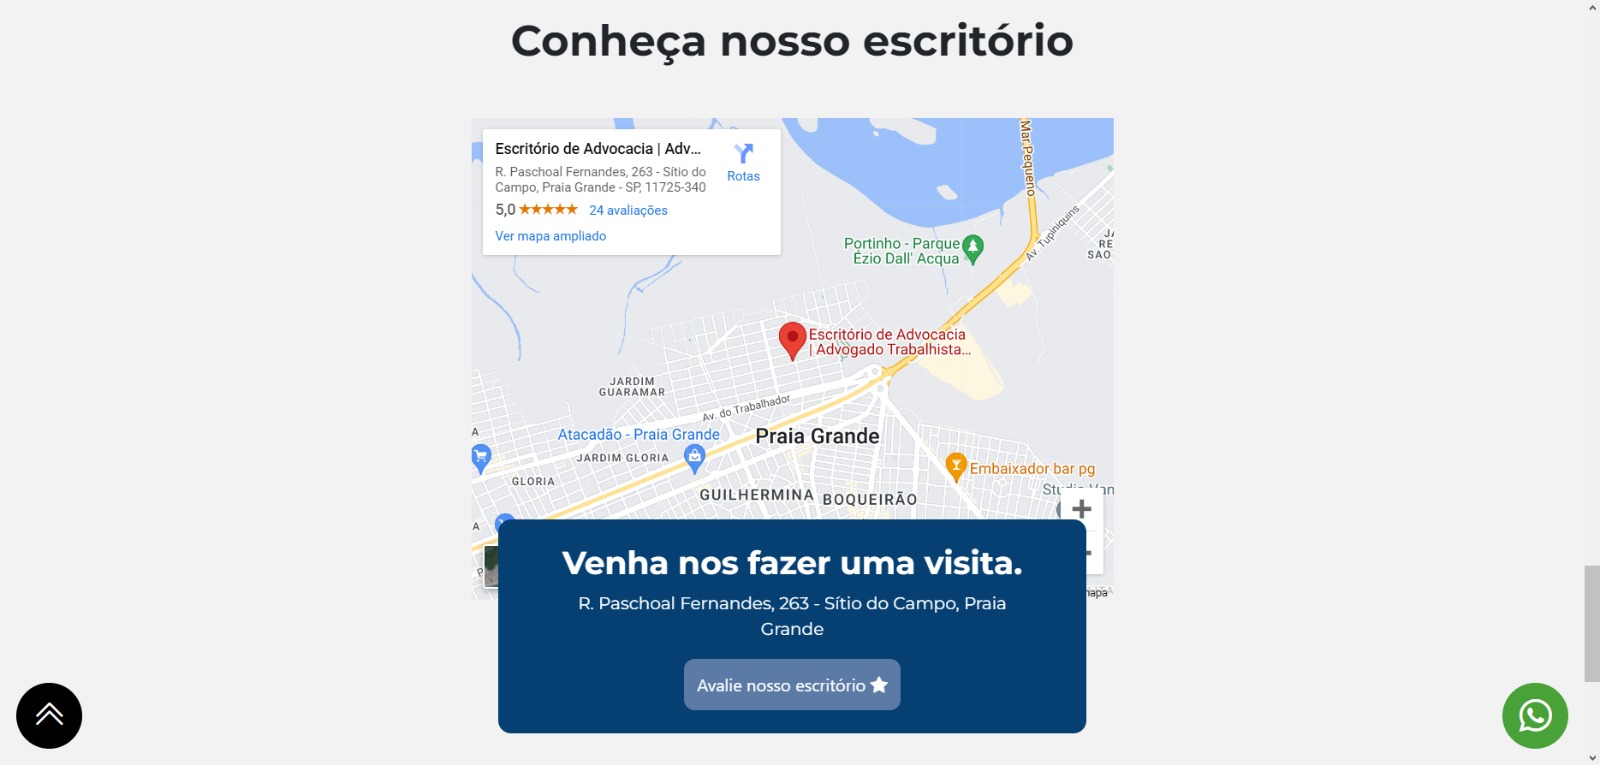 Conheça nosso escritório
Escritório de Advocacia | Adv...
Rotas
R. Paschoal Fernandes, 263 - Sítio do
Campo, Praia Grande - SP, 11725-340
5,0 ★★★★★ 24 avaliações
Ver mapa ampliado
Mar Pequeno
Av. Tupiniquins
Portinho - Parque
Ézio Dall' Acqua
JA
RE
SÃO
Escritório de Advocacia
| Advogado Trabalhista...
JARDIM
GUARAMAR
Av. do Trabalhador
A
Atacadão - Praia Grande
Praia Grande
JARDIM GLORIA
GLORIA
Embaixador bar pg
GUILHERMINA
BOQUEIRÃO
+
A
Venha nos fazer uma visita.
R. Paschoal Fernandes, 263 - Sítio do Campo, Praia
Grande
Avalie nosso escritório